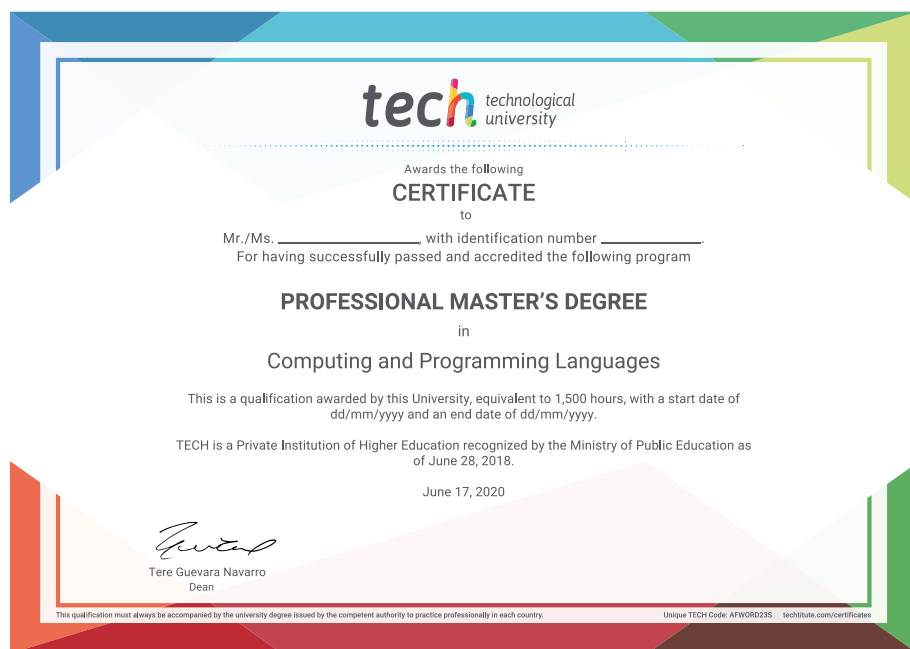 tech technological
university
Awards the following
CERTIFICATE
to
Mr./Ms. ____________, with identification number ____________.
For having successfully passed and accredited the following program
PROFESSIONAL MASTER'S DEGREE
in
Computing and Programming Languages
This is a qualification awarded by this University, equivalent to 1,500 hours, with a start date of
dd/mm/yyyy and an end date of dd/mm/yyyy.
TECH is a Private Institution of Higher Education recognized by the Ministry of Public Education as
of June 28, 2018.
June 17, 2020
Tere Guevara Navarro
Dean
This qualification must always be accompanied by the university degree issued by the competent authority to practice professionally in each country.
Unique TECH Code: AFWORD23S techtitute.com/certificates